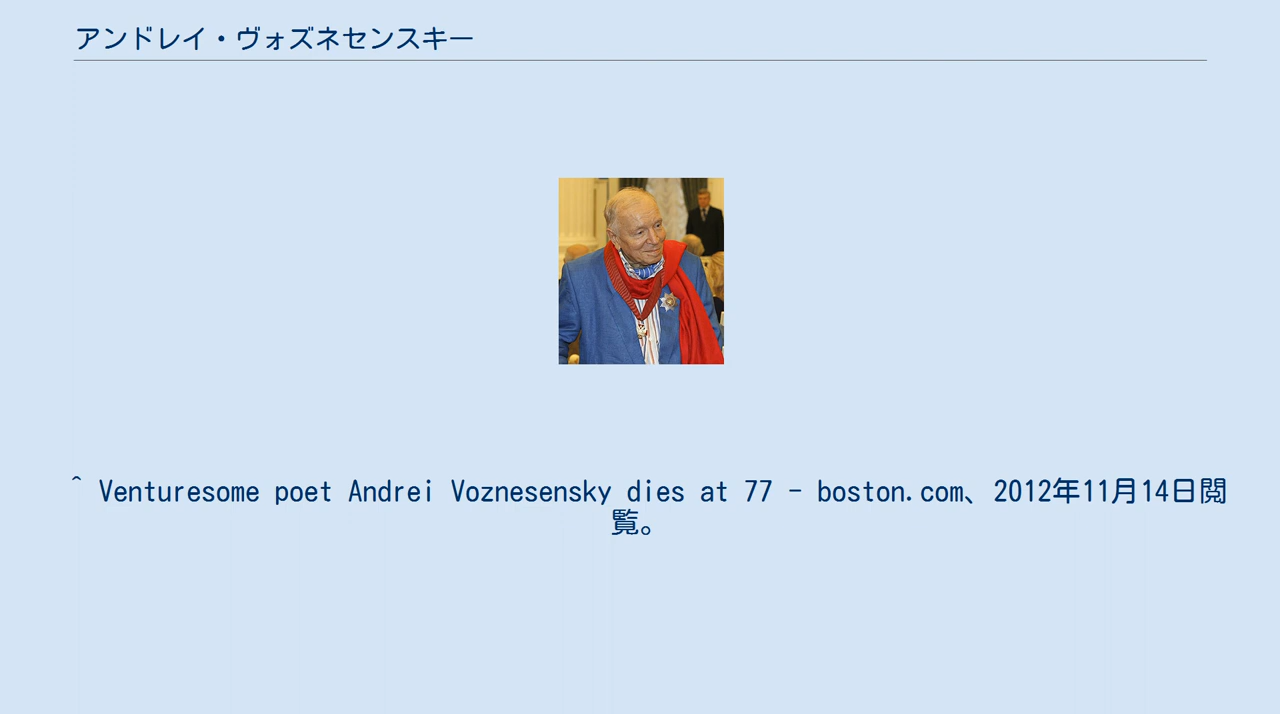 アンドレイ・ヴォズネセンスキー
^ Venturesome poet Andrei Voznesensky dies at 77 - boston.com、2012年11月14日閲
覧。